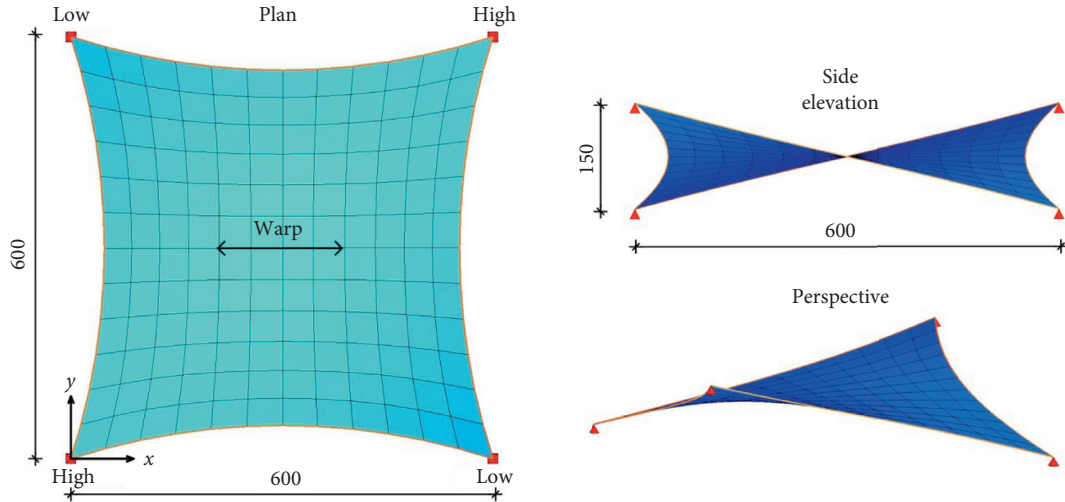 Low
Plan
High
600
Warp
y
x
High
600
Low
Side
elevation
150
600
Perspective